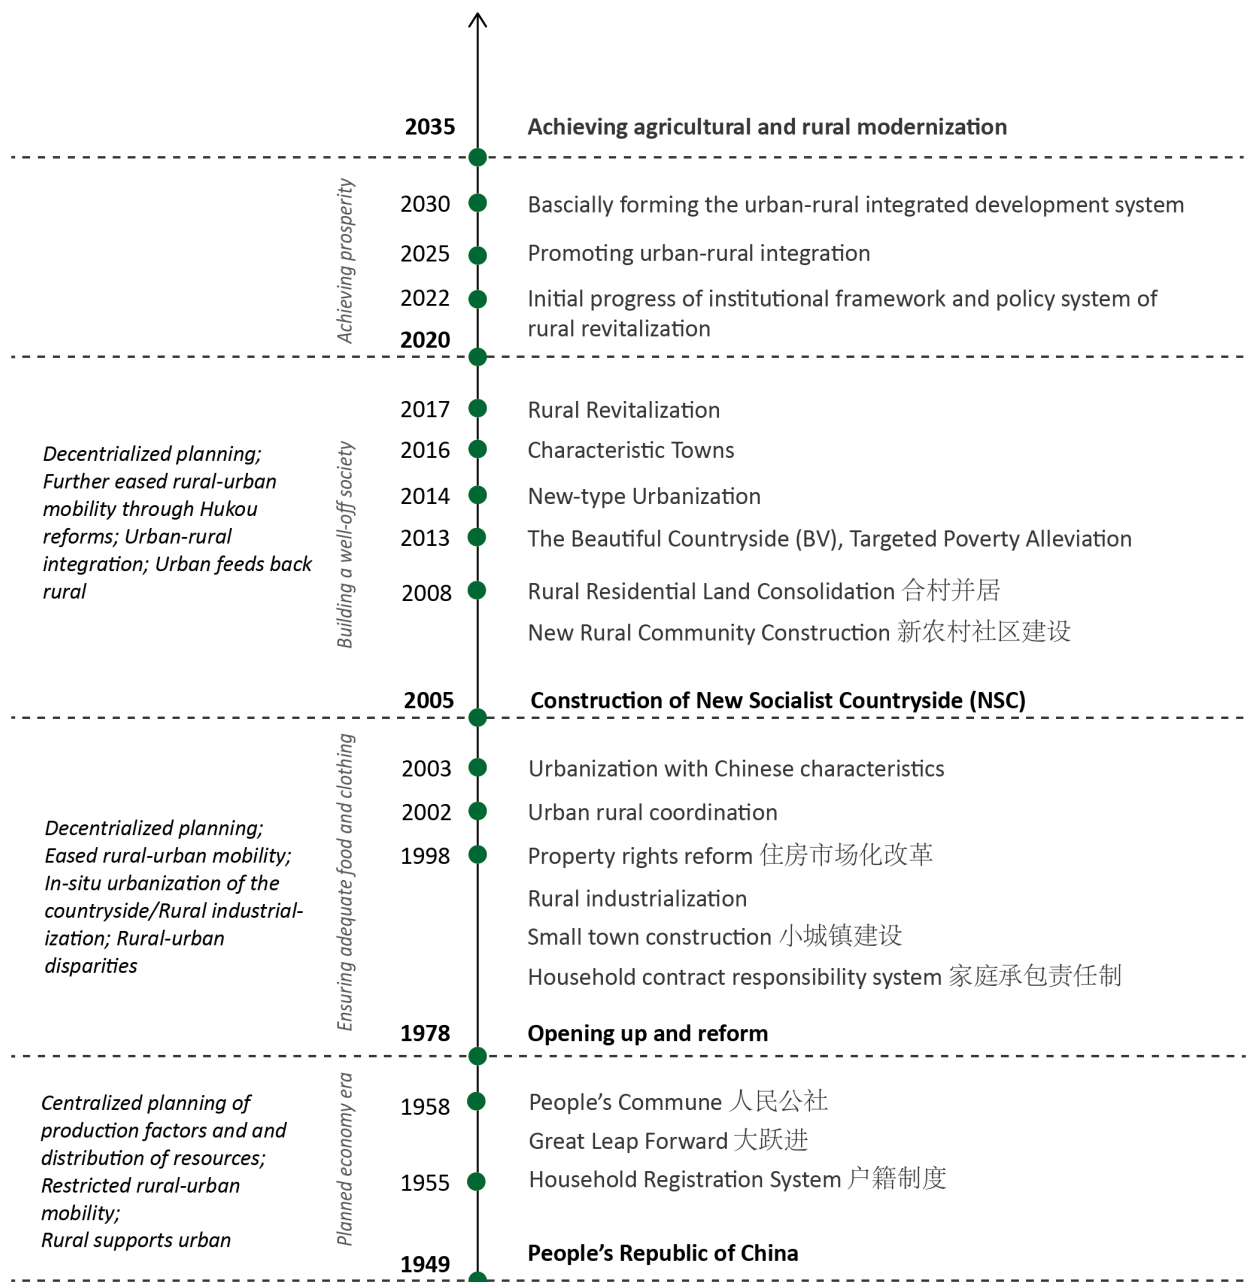 2035 Achieving agricultural and rural modernization
Achieving prosperity
2030 Bascially forming the urban-rural integrated development system
2025 Promoting urban-rural integration
2022 Initial progress of institutional framework and policy system of
rural revitalization
2020
Decentrialized planning;
Further eased rural-urban
mobility through Hukou
reforms; Urban-rural
integration; Urban feeds back
rural
Building a well-off society
2017 Rural Revitalization
2016 Characteristic Towns
2014 New-type Urbanization
2013 The Beautiful Countryside (BV), Targeted Poverty Alleviation
2008 Rural Residential Land Consolidation 合村并居
New Rural Community Construction 新农村社区建设
2005 Construction of New Socialist Countryside (NSC)
Decentrialized planning;
Eased rural-urban mobility;
In-situ urbanization of the
countryside/Rural industrial-
ization; Rural-urban
disparities
Ensuring adequate food and clothing
2003 Urbanization with Chinese characteristics
2002 Urban rural coordination
1998 Property rights reform 住房市场化改革
Rural industrialization
Small town construction 小城镇建设
Household contract responsibility system 家庭承包责任制
1978 Opening up and reform
Centralized planning of
production factors and and
distribution of resources;
Restricted rural-urban
mobility;
Rural supports urban
Planned economy era
1958 People’s Commune 人民公社
Great Leap Forward 大跃进
1955 Household Registration System 户籍制度
1949 People’s Republic of China